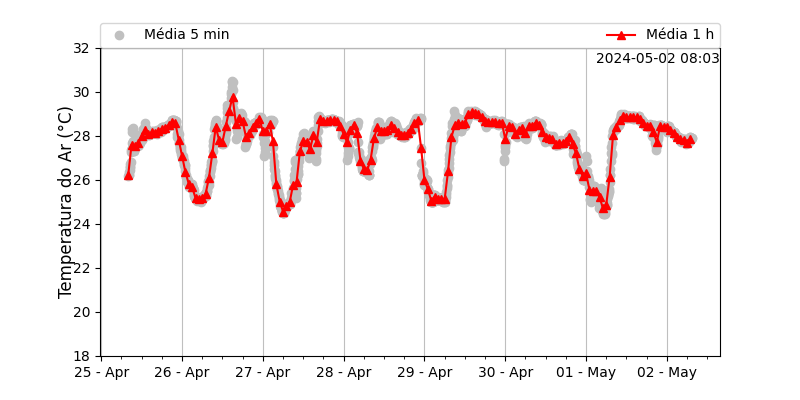 Média 5 min
Média 1 h
2024-05-02 08:03
Temperatura do Ar (°C)
32
30
28
26
24
22
20
18
25 - Apr
26 - Apr
27 - Apr
28 - Apr
29 - Apr
30 - Apr
01 - May
02 - May